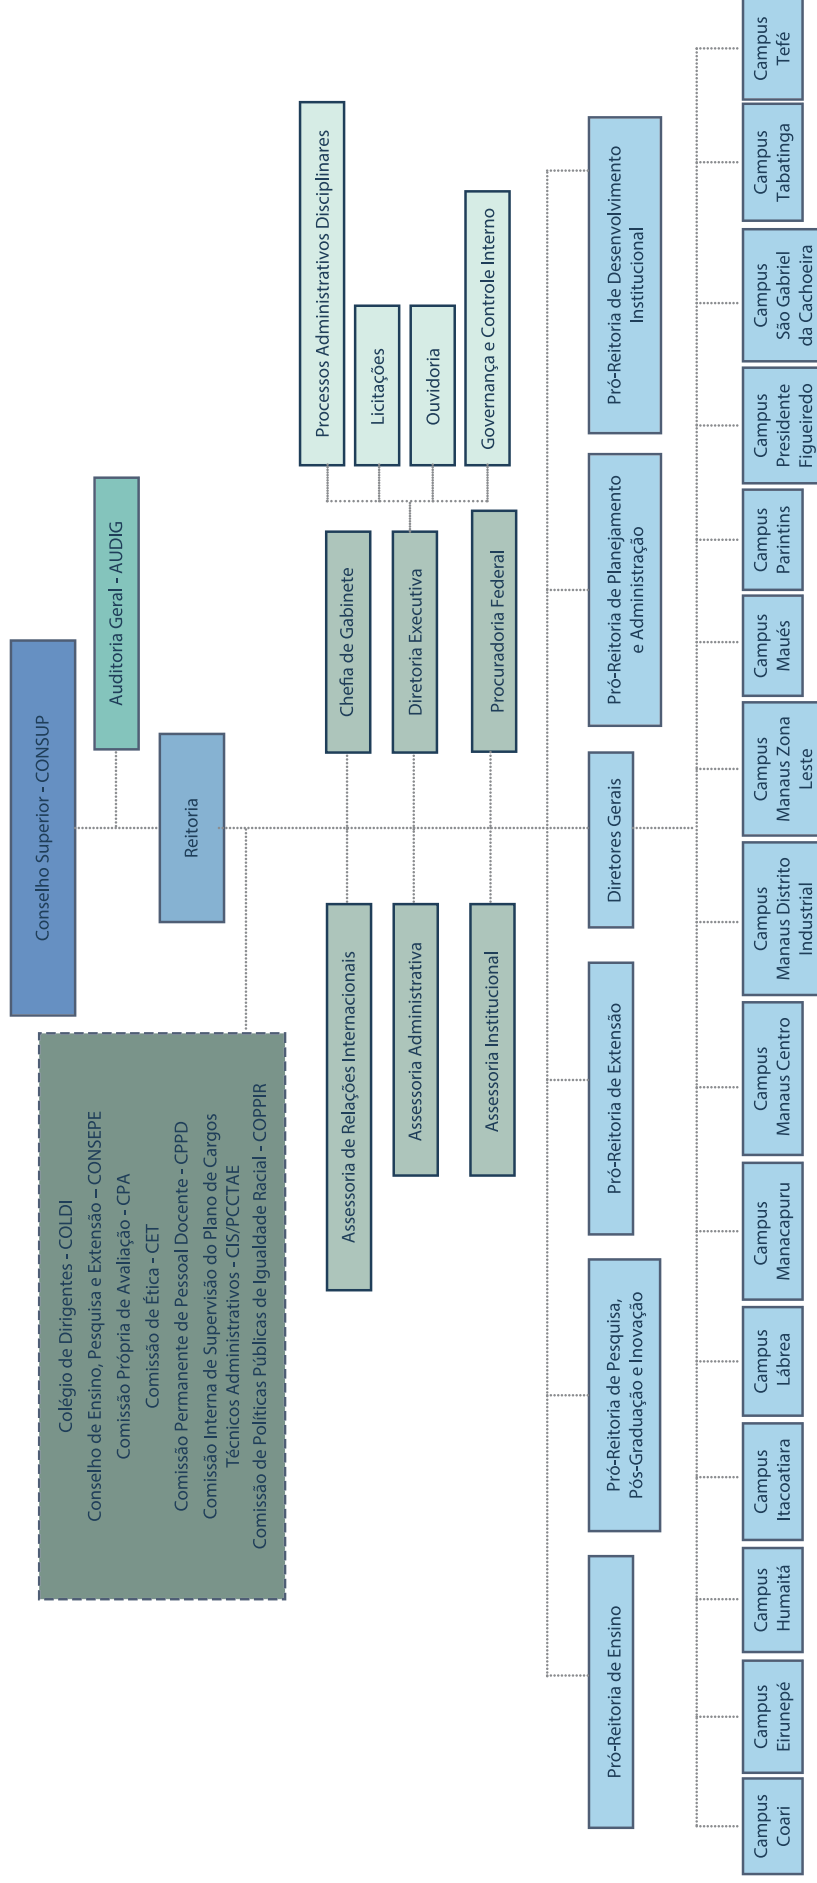 Conselho Superior - CONSUP
Auditoria Geral - AUDIG
Reitoria
Colégio de Dirigentes - COLDI
Conselho de Ensino, Pesquisa e Extensão – CONSEPE
Comissão Própria de Avaliação - CPA
Comissão de Ética - CET
Comissão Permanente de Pessoal Docente - CPPD
Comissão Interna de Supervisão do Plano de Cargos
Técnicos Administrativos - CIS/PCCTAE
Comissão de Políticas Públicas de Igualdade Racial - COPPIR
Assessoria de Relações Internacionais
Chefia de Gabinete
Assessoria Administrativa
Diretoria Executiva
Assessoria Institucional
Procuradoria Federal
Processos Administrativos Disciplinares
Licitações
Ouvidoria
Governança e Controle Interno
Pró-Reitoria de Ensino
Pró-Reitoria de Pesquisa,
Pós-Graduação e Inovação
Pró-Reitoria de Extensão
Diretores Gerais
Pró-Reitoria de Planejamento
e Administração
Pró-Reitoria de Desenvolvimento
Institucional
Campus
Coari
Campus
Eirunepé
Campus
Humaitá
Campus
Itacoatiara
Campus
Lábrea
Campus
Manacapuru
Campus
Manaus Centro
Campus
Manaus Distrito
Industrial
Campus
Manaus Zona
Leste
Campus
Maués
Campus
Parintins
Campus
Presidente
Figueiredo
Campus
São Gabriel
da Cachoeira
Campus
Tabatinga
Campus
Tefé